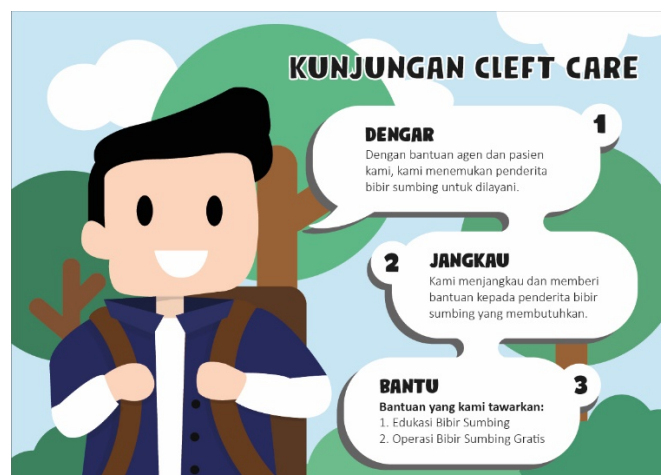 KUNJUNGAN CLEFT CARE
1
DENGAR
Dengan bantuan agen dan pasien
kami, kami menemukan penderita
bibir sumbing untuk dilayani.
2
JANGKAU
Kami menjangkau dan memberi
bantuan kepada penderita bibir
sumbing yang membutuhkan.
3
BANTU
Bantuan yang kami tawarkan:
1. Edukasi Bibir Sumbing
2. Operasi Bibir Sumbing Gratis